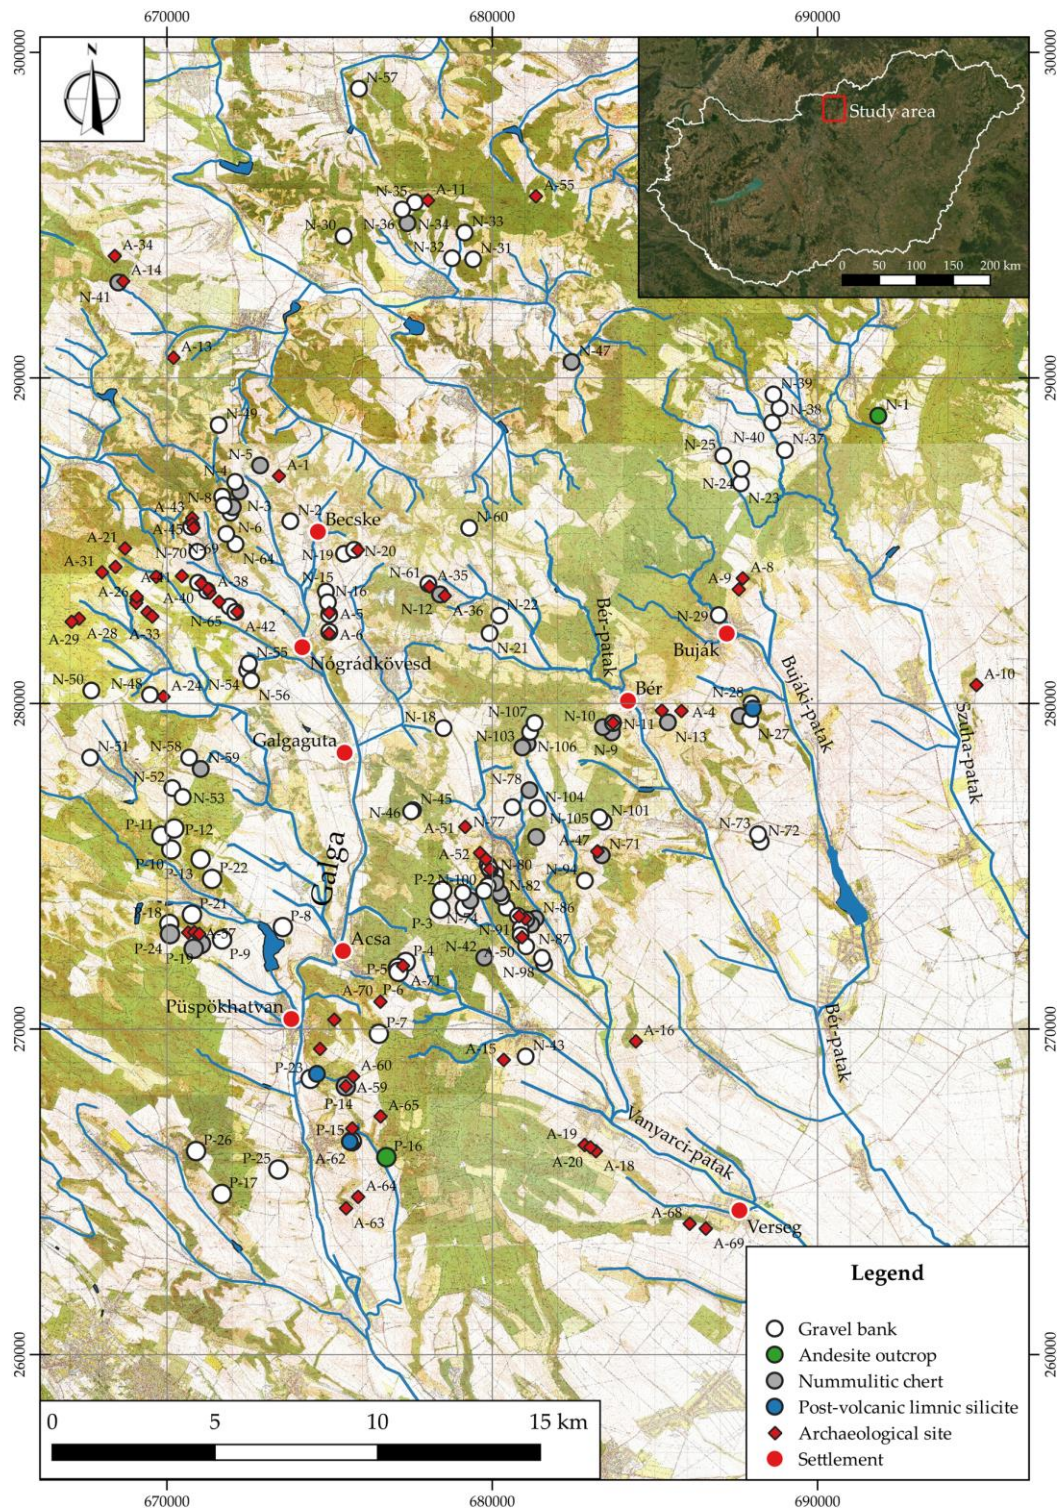 670000
680000
690000
300000
300000
N
Study area
0
50
100
150
200 km
N-57
A-11
A-55
N-35
N-36
N-34
N-33
N-30
N-32
N-31
A-34
A-14
N-41
A-13
N-47
290000
290000
N-39
N-38
N-1
N-40
N-37
N-25
N-24
N-23
N-49
N-5
A-1
N-4
N-8
N-3
A-43
A-45
N-6
N-2
Becske
N-60
A-21
N-70
N-69
N-64
N-19
N-20
A-31
A-41
A-38
N-15
N-16
N-61
A-35
A-8
A-9
A-26
A-40
N-12
A-36
N-22
N-65
A-42
A-5
A-29
A-28
A-33
A-6
N-21
Bér-patak
N-29
Buják
N-55
Nógrádkövesd
N-50
N-48
A-24
N-54
N-56
Bér
Bujáki-patak
A-10
280000
280000
N-18
N-107
N-10
N-11
A-4
N-28
Szuha-patak
N-51
N-58
N-59
Galgaguta
N-103
N-106
N-9
N-13
N-27
N-52
N-53
N-78
N-104
N-46
N-45
N-77
N-105
N-101
N-73
N-72
P-11
P-12
A-51
A-47
N-71
P-10
P-13
P-22
Galga
A-52
N-80
N-94
P-2
N-100
N-82
P-18
P-21
P-8
P-3
N-74
N-86
P-24
A-57
P-9
Acsa
N-91
N-87
P-19
P-4
N-42
A-50
N-98
P-5
A-71
Püspökhatvan
A-70
P-6
270000
270000
P-7
A-16
Bér-patak
A-15
N-43
P-23
A-60
A-59
P-14
A-65
Vanyarci-patak
P-15
P-16
A-19
P-26
A-62
A-20
A-18
P-25
P-17
A-64
A-63
A-68
A-69
Verseg
Legend
Gravel bank
Andesite outcrop
Nummulitic chert
Post-volcanic limnic silicite
Archaeological site
Settlement
260000
260000
0
5
10
15 km
670000
680000
690000